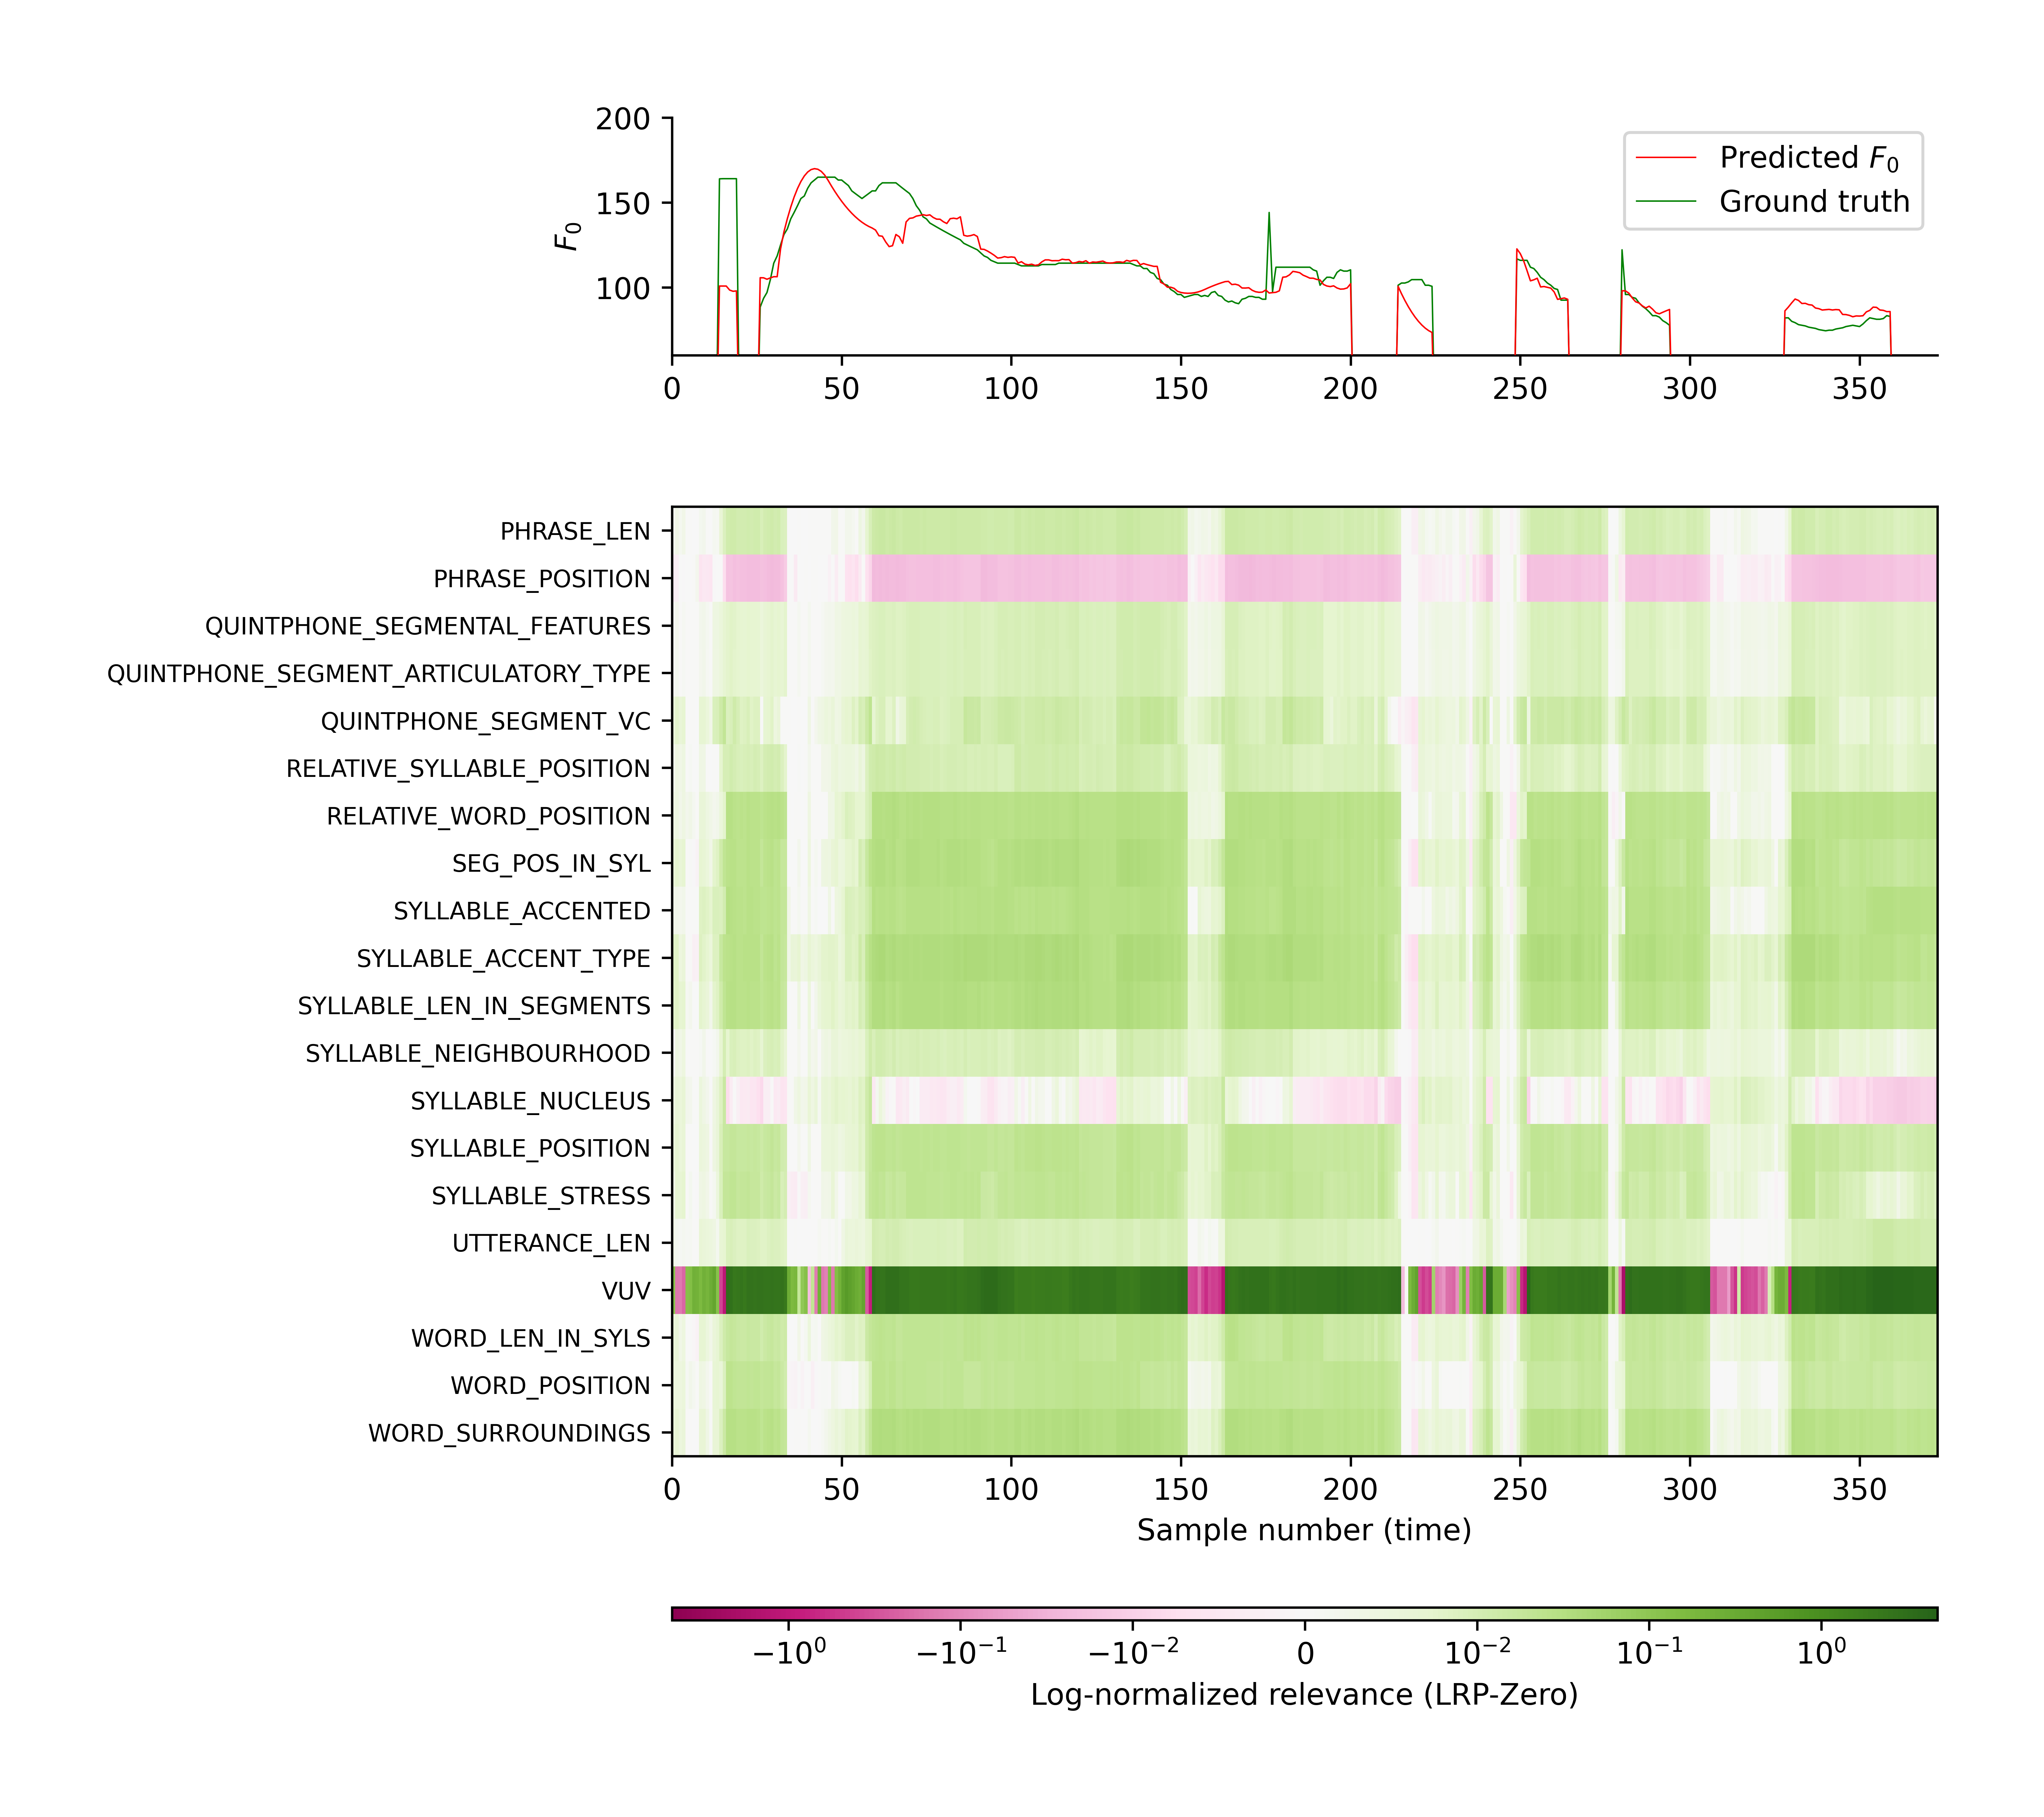 200
150
100
F₀
Predicted F₀
Ground truth
0 50 100 150 200 250 300 350
PHRASE_LEN
PHRASE_POSITION
QUINTPHONE_SEGMENTAL_FEATURES
QUINTPHONE_SEGMENT_ARTICULATORY_TYPE
QUINTPHONE_SEGMENT_VC
RELATIVE_SYLLABLE_POSITION
RELATIVE_WORD_POSITION
SEG_POS_IN_SYL
SYLLABLE_ACCENTED
SYLLABLE_ACCENT_TYPE
SYLLABLE_LEN_IN_SEGMENTS
SYLLABLE_NEIGHBOURHOOD
SYLLABLE_NUCLEUS
SYLLABLE_POSITION
SYLLABLE_STRESS
UTTERANCE_LEN
VUV
WORD_LEN_IN_SYLS
WORD_POSITION
WORD_SURROUNDINGS
0 50 100 150 200 250 300 350
Sample number (time)
−10⁰ −10⁻¹ −10⁻² 0 10⁻² 10⁻¹ 10⁰
Log-normalized relevance (LRP-Zero)